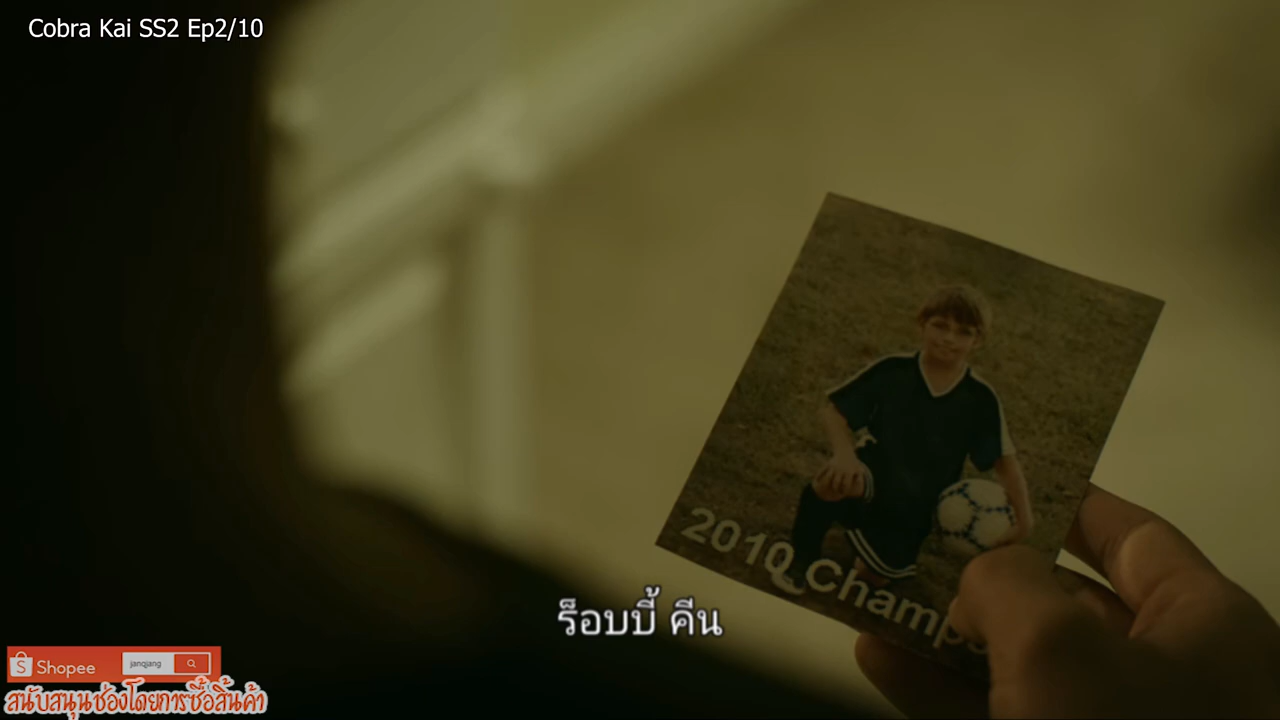 Cobra Kai SS2 Ep2/10
2010 Champs
ร็อบบี้ คีน
Shopee
janqjang
สนับสนุนช่องโดยการซื้อสิ้นค้า